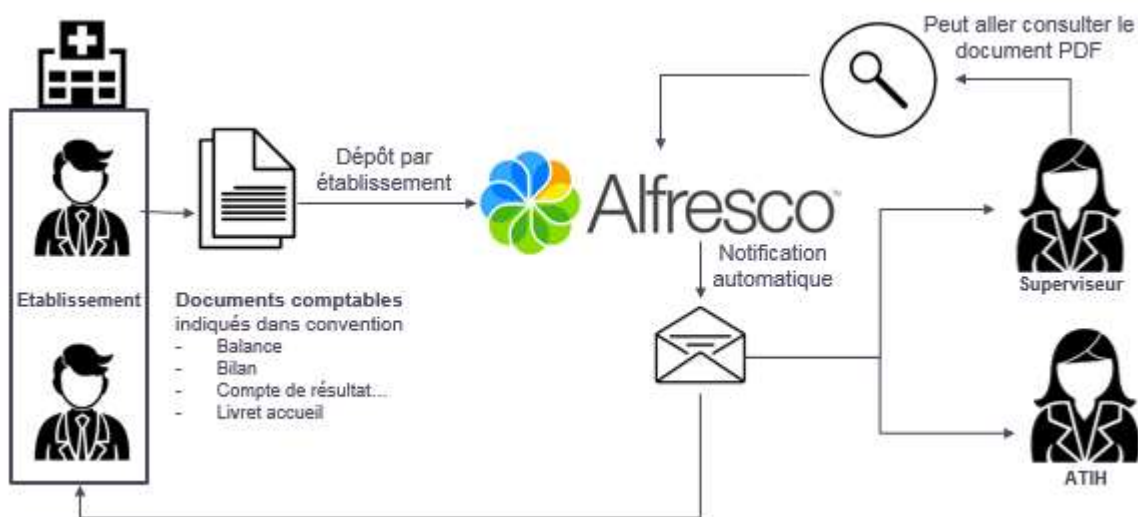 Peut aller consulter le
document PDF
Dépôt par
établissement
Alfresco™
Notification
automatique
Etablissement
Documents comptables
indiqués dans convention
- Balance
- Bilan
- Compte de résultat...
- Livret accueil
Superviseur
ATIH